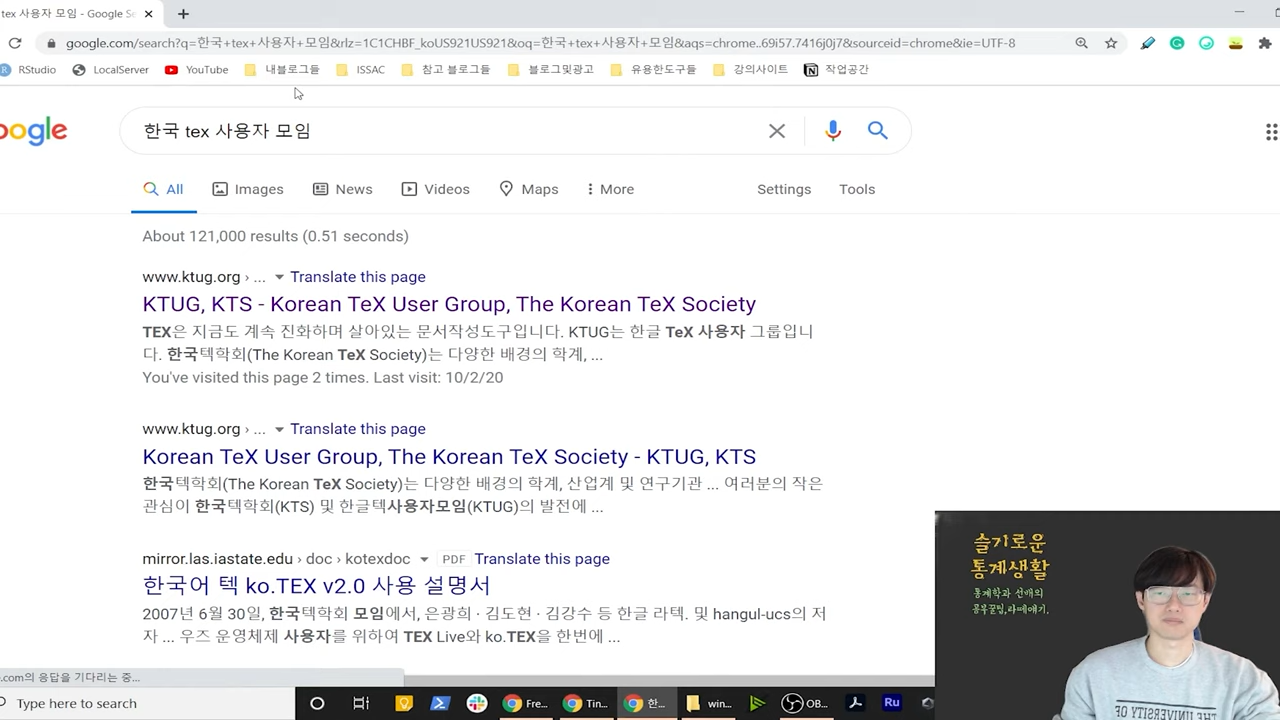 tex 사용자 모임 - Google Se
google.com/search?q=한국+tex+사용자+모임&rlz=1C1CHBF_koUS921US921&oq=한국+tex+사용자+모임&aqs=chrome..69i57.7416j0j7&sourceid=chrome&ie=UTF-8
RStudio LocalServer YouTube 내블로그들 ISSAC 참고 블로그들 블로그및광고 유용한도구들 강의사이트 작업공간
oogle 한국 tex 사용자 모임
All Images News Videos Maps More Settings Tools
About 121,000 results (0.51 seconds)
www.ktug.org › ... Translate this page
KTUG, KTS - Korean TeX User Group, The Korean TeX Society
TEX은 지금도 계속 진화하며 살아있는 문서작성도구입니다. KTUG는 한글 TeX 사용자 그룹입니
다. 한국텍학회(The Korean TeX Society)는 다양한 배경의 학계, ...
You've visited this page 2 times. Last visit: 10/2/20
www.ktug.org › ... Translate this page
Korean TeX User Group, The Korean TeX Society - KTUG, KTS
한국텍학회(The Korean TeX Society)는 다양한 배경의 학계, 산업계 및 연구기관 ... 여러분의 작은
관심이 한국텍학회(KTS) 및 한글텍사용자모임(KTUG)의 발전에 ...
mirror.las.iastate.edu › doc › kotexdoc PDF Translate this page
한국어 텍 ko.TEX v2.0 사용 설명서
2007년 6월 30일, 한국텍학회 모임에서, 은광희 · 김도현 · 김강수 등 한글 라텍. 및 hangul-ucs의 저
자 ... 우즈 운영체제 사용자를 위하여 TEX Live와 ko.TEX을 한번에 ...
슬기로운
통계생활
통계학과 선배의
공부꿀팁,라떼얘기.
THE UNIVERSITY OF
.com의 응답을 기다리는 중...
Type here to search Fre... Tin... 한... win... OB... Ru